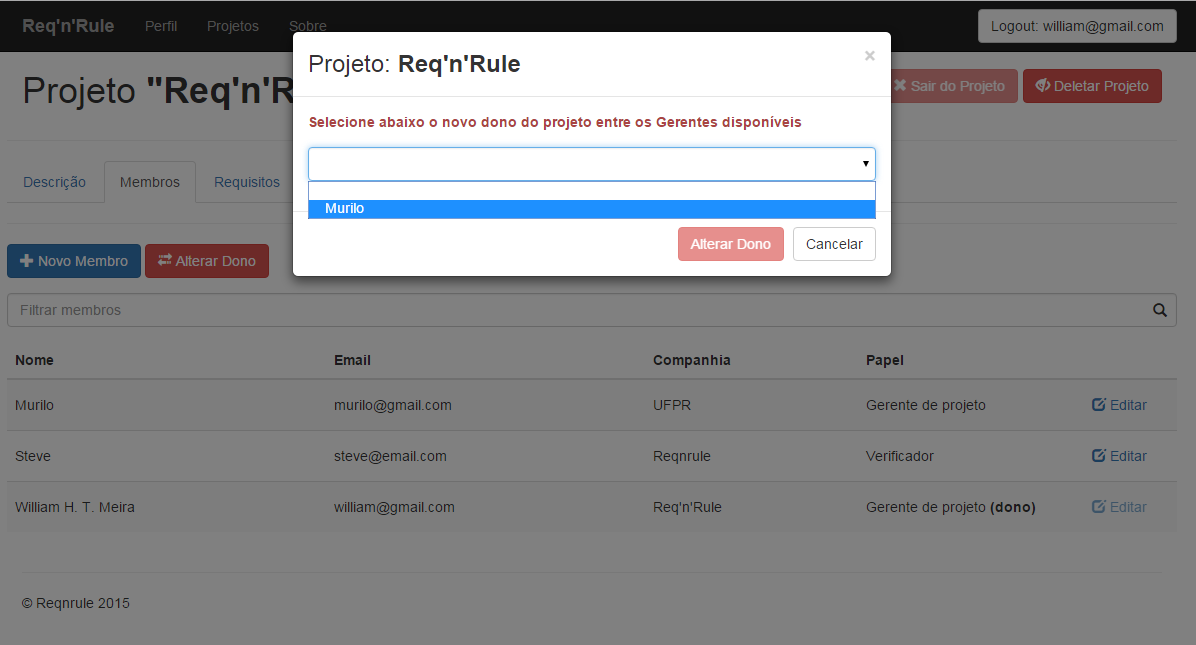 Req'n'Rule Perfil Projetos Sobre Logout: william@gmail.com
Projeto: Req'n'Rule ×
Projeto "Req'n'R Sair do Projeto Deletar Projeto
Selecione abaixo o novo dono do projeto entre os Gerentes disponíveis
Descrição Membros Requisitos
Murilo
Alterar Dono Cancelar
Novo Membro Alterar Dono
Filtrar membros
Nome Email Companhia Papel
Murilo murilo@gmail.com UFPR Gerente de projeto Editar
Steve steve@email.com Reqnrule Verificador Editar
William H. T. Meira william@gmail.com Req'n'Rule Gerente de projeto (dono) Editar
© Reqnrule 2015